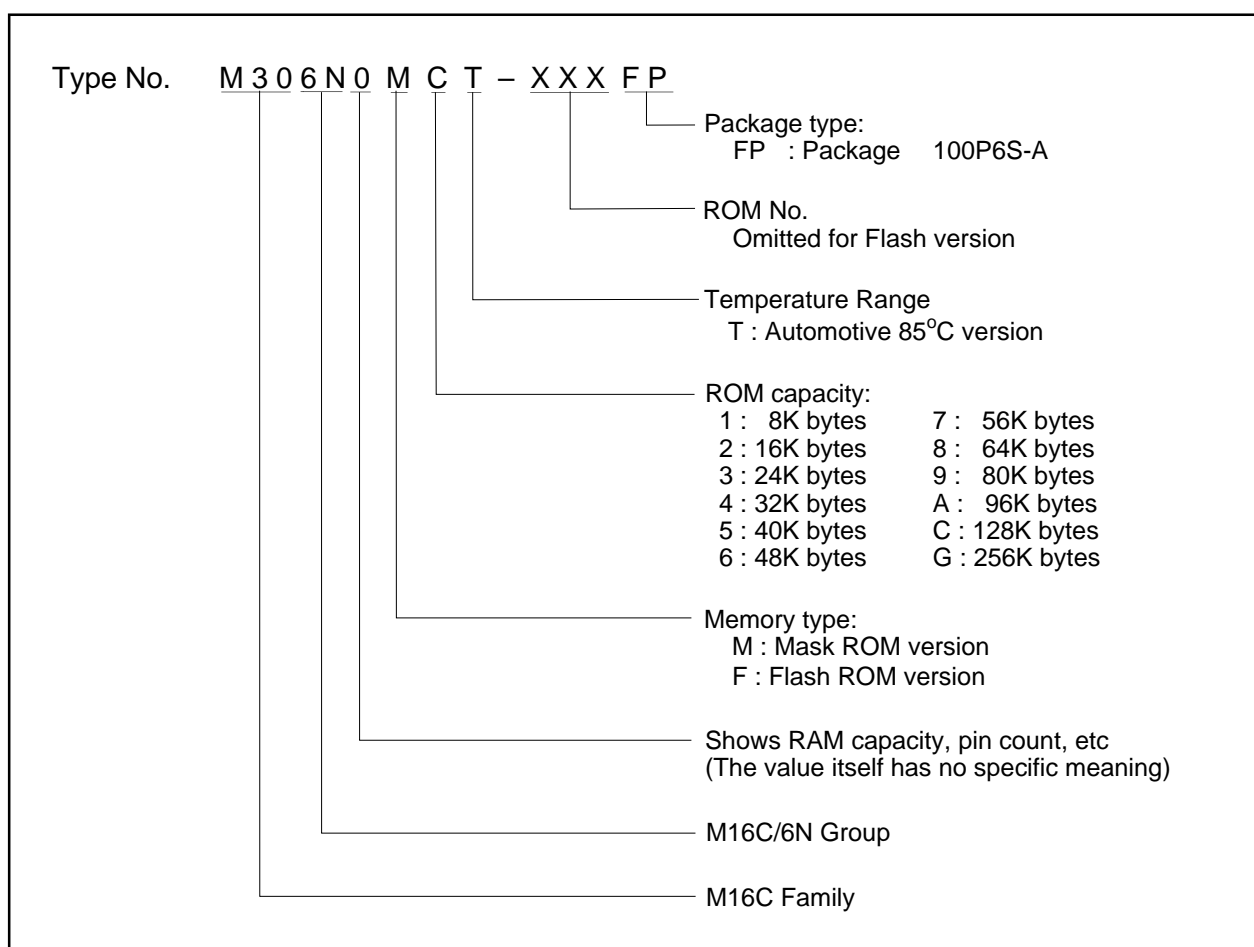 Type No. M 3 0 6 N 0 M C T – X X X F P
Package type:
FP : Package 100P6S-A
ROM No.
Omitted for Flash version
Temperature Range
T : Automotive 85°C version
ROM capacity:
1 : 8K bytes 7 : 56K bytes
2 : 16K bytes 8 : 64K bytes
3 : 24K bytes 9 : 80K bytes
4 : 32K bytes A : 96K bytes
5 : 40K bytes C : 128K bytes
6 : 48K bytes G : 256K bytes
Memory type:
M : Mask ROM version
F : Flash ROM version
Shows RAM capacity, pin count, etc
(The value itself has no specific meaning)
M16C/6N Group
M16C Family